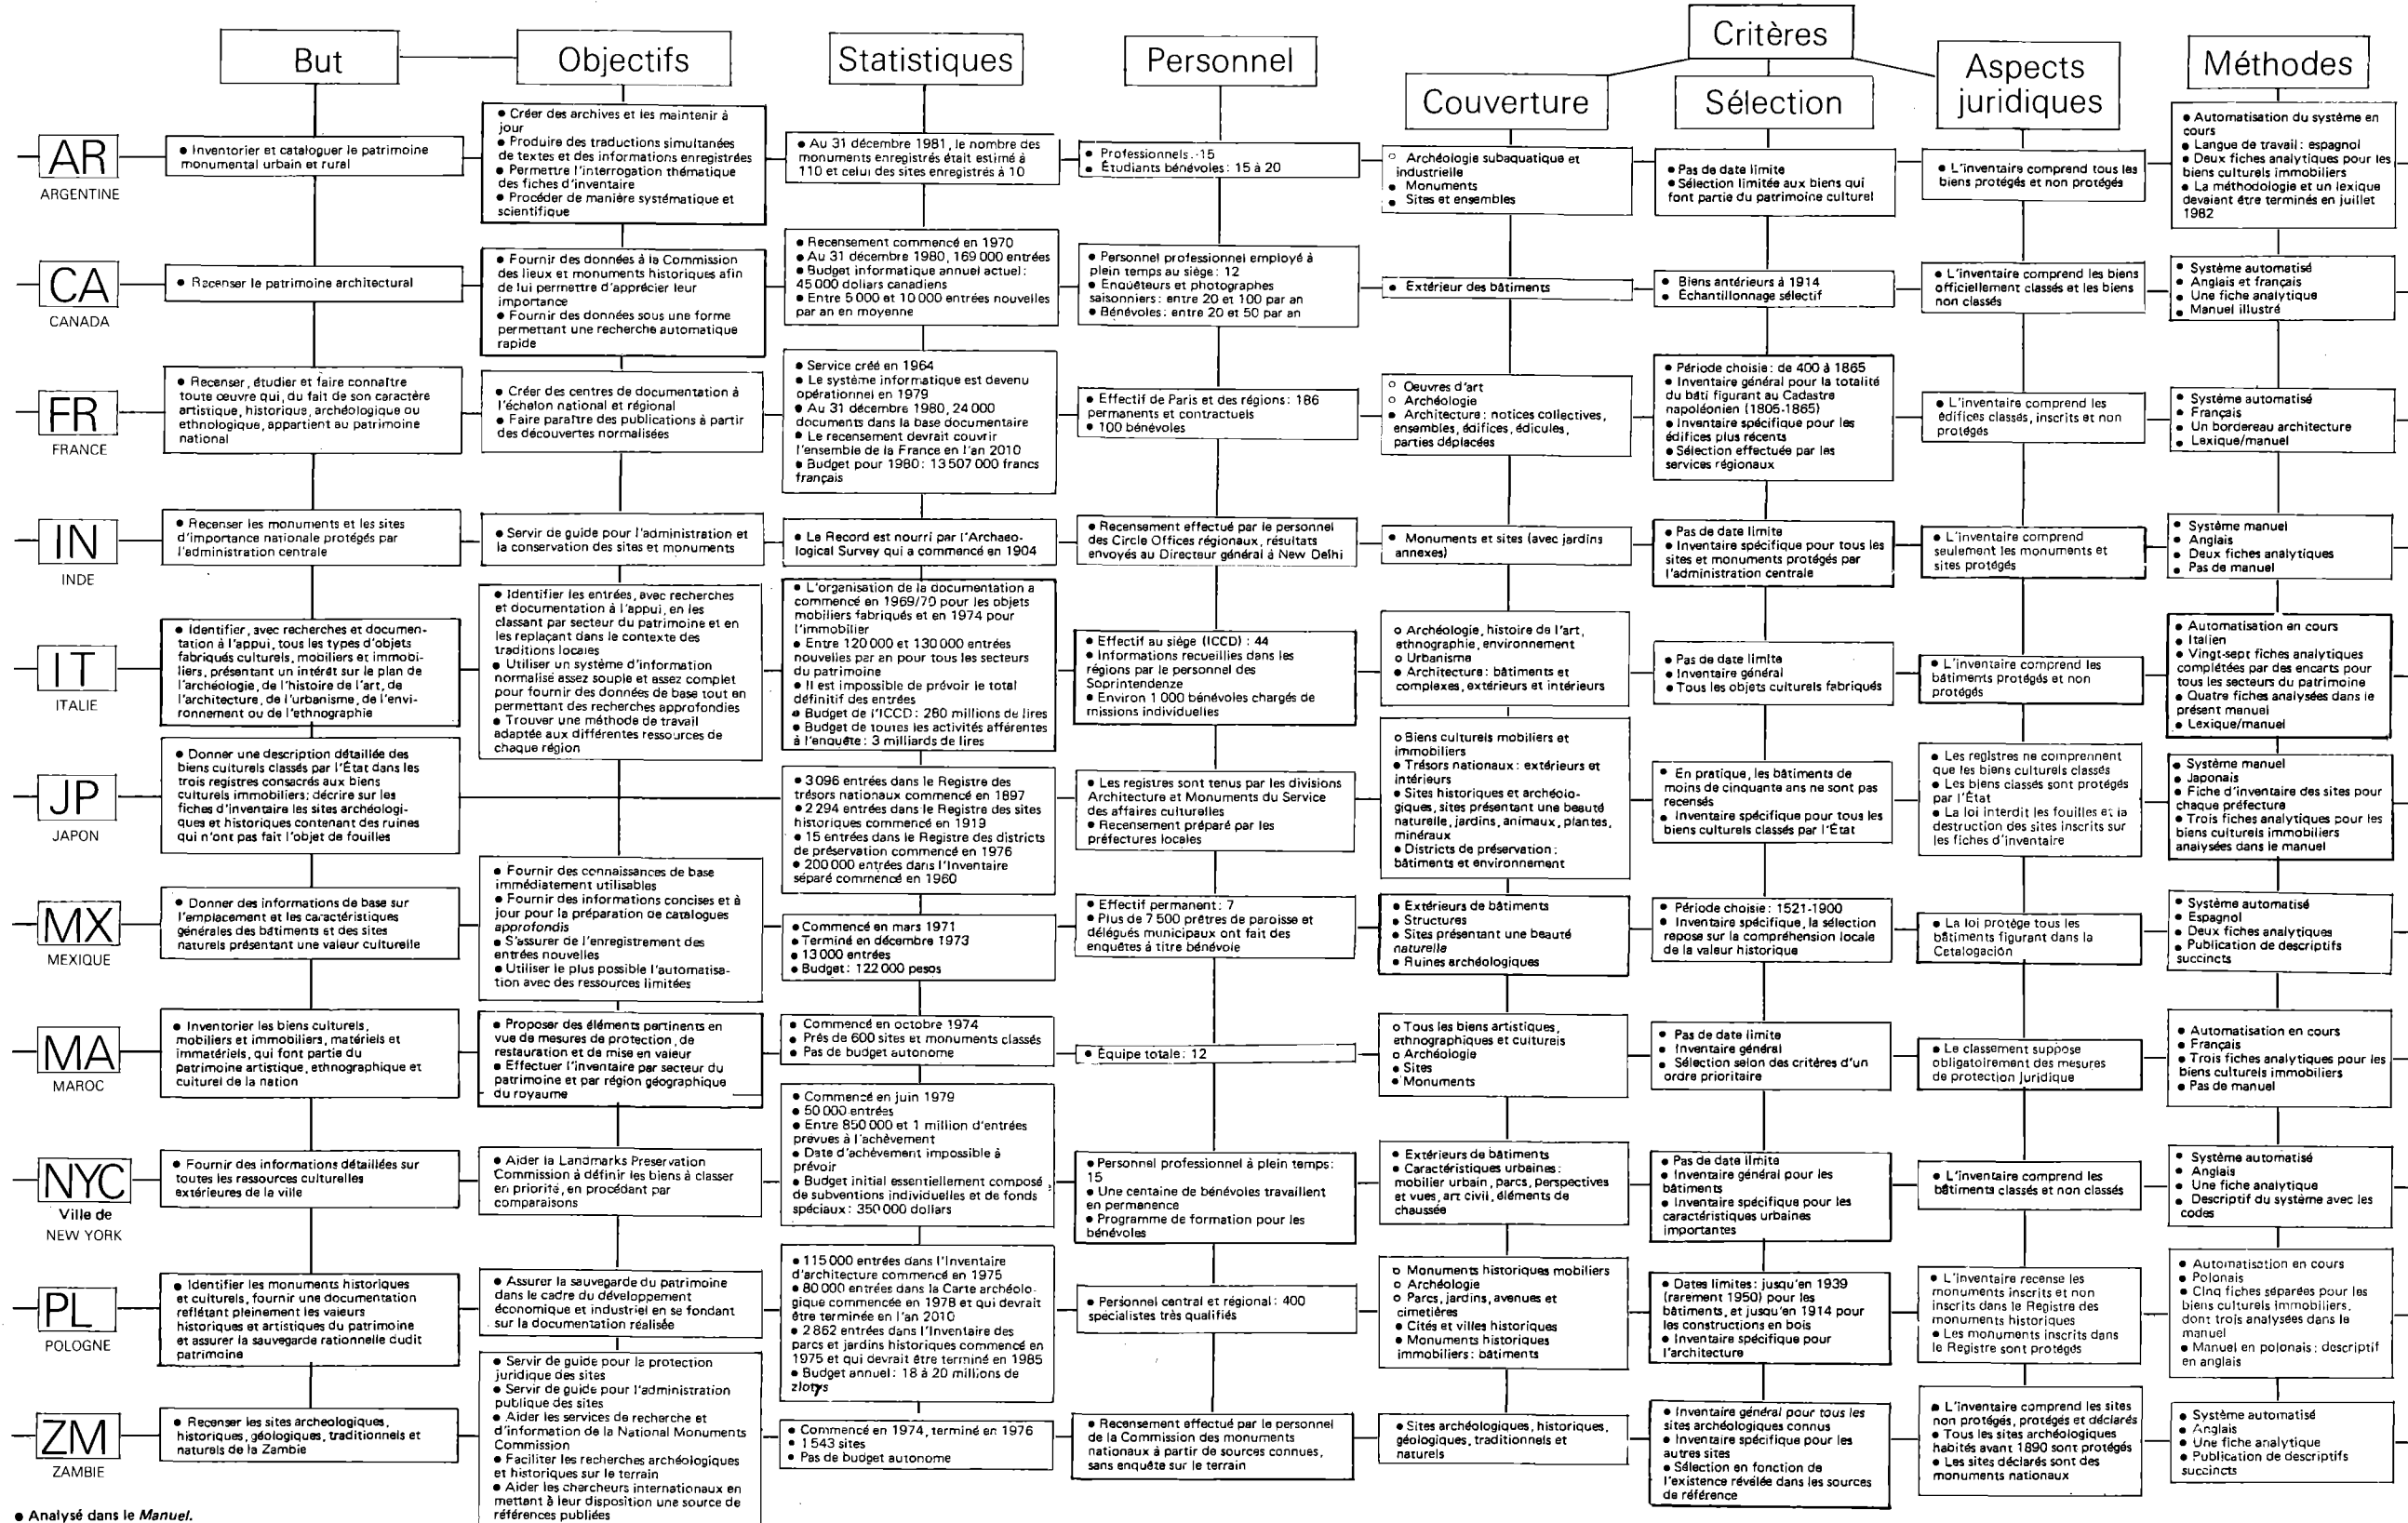 Critères
But
Objectifs
Statistiques
Personnel
Couverture
Sélection
Aspects
juridiques
Méthodes
AR
ARGENTINE
• Inventorier et cataloguer le patrimoine
monumental urbain et rural
• Créer des archives et les maintenir à
jour
• Produire des traductions simultanées
de textes et des informations enregistrées
• Permettre l'interrogation thématique
des fiches d'inventaire
• Procéder de manière systématique et
scientifique
• Au 31 décembre 1981, le nombre des
monuments enregistrés était estimé à
110 et celui des sites enregistrés à 10
• Professionnels.-15
• Étudiants bénévoles: 15 à 20
o Archéologie subaquatique et
industrielle
• Monuments
• Sites et ensembles
• Pas de date limite
• Sélection limitée aux biens qui
font partie du patrimoine culturel
• L'inventaire comprend tous les
biens protégés et non protégés
• Automatisation du système en
cours
• Langue de travail: espagnol
• Deux fiches analytiques pour les
biens culturels immobiliers
• La méthodologie et un lexique
devaient être terminés en juillet
1982
CA
CANADA
• Recenser le patrimoine architectural
• Fournir des données à la Commission
des lieux et monuments historiques afin
de lui permettre d'apprécier leur
importance
• Fournir des données sous une forme
permettant une recherche automatique
rapide
• Recensement commencé en 1970
• Au 31 décembre 1980, 169 000 entrées
• Budget informatique annuel actuel:
45 000 dollars canadiens
• Entre 5 000 et 10 000 entrées nouvelles
par an en moyenne
• Personnel professionnel employé à
plein temps au siège: 12
• Enquêteurs et photographes
saisonniers: entre 20 et 100 par an
• Bénévoles: entre 20 et 50 par an
• Extérieur des bâtiments
• Biens antérieurs à 1914
• Échantillonnage sélectif
• L'inventaire comprend les biens
officiellement classés et les biens
non classés
• Système automatisé
• Anglais et français
• Une fiche analytique
• Manuel illustré
FR
FRANCE
• Recenser, étudier et faire connaître
toute œuvre qui, du fait de son caractère
artistique, historique, archéologique ou
ethnologique, appartient au patrimoine
national
• Créer des centres de documentation à
l'échelon national et régional
• Faire paraître des publications à partir
des découvertes normalisées
• Service créé en 1964
• Le système informatique est devenu
opérationnel en 1979
• Au 31 décembre 1980, 24 000
documents dans la base documentaire
• Le recensement devrait couvrir
l'ensemble de la France en l'an 2010
• Budget pour 1980: 13 507 000 francs
français
• Effectif de Paris et des régions: 186
permanents et contractuels
• 100 bénévoles
o Oeuvres d'art
o Archéologie
• Architecture: notices collectives,
ensembles, édifices, édicules,
parties déplacées
• Période choisie: de 400 à 1865
• Inventaire général pour la totalité
du bâti figurant au Cadastre
napoléonien (1805-1865)
• Inventaire spécifique pour les
édifices plus récents
• Sélection effectuée par les
services régionaux
• L'inventaire comprend les
édifices classés, inscrits et non
protégés
• Système automatisé
• Français
• Un bordereau architecture
• Lexique/manuel
IN
INDE
• Recenser les monuments et les sites
d'importance nationale protégés par
l'administration centrale
• Servir de guide pour l'administration et
la conservation des sites et monuments
• Le Record est nourri par l'Archaeo-
logical Survey qui a commencé en 1904
• Recensement effectué par le personnel
des Circle Offices régionaux, résultats
envoyés au Directeur général à New Delhi
• Monuments et sites (avec jardins
annexes)
• Pas de date limite
• Inventaire spécifique pour tous les
sites et monuments protégés par
l'administration centrale
• L'inventaire comprend
seulement les monuments et
sites protégés
• Système manuel
• Anglais
• Deux fiches analytiques
• Pas de manuel
IT
ITALIE
• Identifier, avec recherches et documen-
tation à l'appui, tous les types d'objets
fabriqués culturels, mobiliers et immobi-
liers, présentant un intérêt sur le plan de
l'archéologie, de l'histoire de l'art, de
l'architecture, de l'urbanisme, de l'envi-
ronnement ou de l'ethnographie
• Identifier les entrées, avec recherches
et documentation à l'appui, en les
classant par secteur du patrimoine et en
les replaçant dans le contexte des
traditions locales
• Utiliser un système d'information
normalisé assez souple et assez complet
pour fournir des données de base tout en
permettant des recherches approfondies
• Trouver une méthode de travail
adaptée aux différentes ressources de
chaque région
• L'organisation de la documentation a
commencé en 1969/70 pour les objets
mobiliers fabriqués et en 1974 pour
l'immobilier
• Entre 120 000 et 130 000 entrées
nouvelles par an pour tous les secteurs
du patrimoine
• Il est impossible de prévoir le total
définitif des entrées
• Budget de l'ICCD: 280 millions de lires
• Budget de toutes les activités afférentes
à l'enquête: 3 milliards de lires
• Effectif au siège (ICCD) : 44
• Informations recueillies dans les
régions par le personnel des
Soprintendenze
• Environ 1 000 bénévoles chargés de
missions individuelles
o Archéologie, histoire de l'art,
ethnographie, environnement
o Urbanisme
• Architecture: bâtiments et
complexes, extérieurs et intérieurs
• Pas de date limite
• Inventaire général
• Tous les objets culturels fabriqués
• L'inventaire comprend les
bâtiments protégés et non
protégés
• Automatisation en cours
• Italien
• Vingt-sept fiches analytiques
complétées par des encarts pour
tous les secteurs du patrimoine
• Quatre fiches analysées dans le
présent manuel
• Lexique/manuel
JP
JAPON
• Donner une description détaillée des
biens culturels classés par l'État dans les
trois registres consacrés aux biens
culturels immobiliers; décrire sur les
fiches d'inventaire les sites archéologi-
ques et historiques contenant des ruines
qui n'ont pas fait l'objet de fouilles
• 3 096 entrées dans le Registre des
trésors nationaux commencé en 1897
• 2 294 entrées dans le Registre des sites
historiques commencé en 1919
• 15 entrées dans le Registre des districts
de préservation commencé en 1976
• 200 000 entrées dans l'Inventaire
séparé commencé en 1960
• Les registres sont tenus par les divisions
Architecture et Monuments du Service
des affaires culturelles
• Recensement préparé par les
préfectures locales
o Biens culturels mobiliers et
immobiliers
• Trésors nationaux: extérieurs et
intérieurs
• Sites historiques et archéolo-
giques, sites présentant une beauté
naturelle, jardins, animaux, plantes,
minéraux
• Districts de préservation:
bâtiments et environnement
• En pratique, les bâtiments de
moins de cinquante ans ne sont pas
recensés
• Inventaire spécifique pour tous les
biens culturels classés par l'État
• Les registres ne comprennent
que les biens culturels classés
• Les biens classés sont protégés
par l'État
• La loi interdit les fouilles et la
destruction des sites inscrits sur
les fiches d'inventaire
• Système manuel
• Japonais
• Fiche d'inventaire des sites pour
chaque préfecture
• Trois fiches analytiques pour les
biens culturels immobiliers
analysées dans le manuel
MX
MEXIQUE
• Donner des informations de base sur
l'emplacement et les caractéristiques
générales des bâtiments et des sites
naturels présentant une valeur culturelle
• Fournir des connaissances de base
immédiatement utilisables
• Fournir des informations concises et à
jour pour la préparation de catalogues
approfondis
• S'assurer de l'enregistrement des
entrées nouvelles
• Utiliser le plus possible l'automatisa-
tion avec des ressources limitées
• Commencé en mars 1971
• Terminé en décembre 1973
• 13 000 entrées
• Budget: 122 000 pesos
• Effectif permanent: 7
• Plus de 7 500 prêtres de paroisse et
délégués municipaux ont fait des
enquêtes à titre bénévole
• Extérieurs de bâtiments
• Structures
• Sites présentant une beauté
naturelle
• Ruines archéologiques
• Période choisie: 1521-1900
• Inventaire spécifique, la sélection
repose sur la compréhension locale
de la valeur historique
• La loi protège tous les
bâtiments figurant dans la
Cetalogación
• Système automatisé
• Espagnol
• Deux fiches analytiques
• Publication de descriptifs
succincts
MA
MAROC
• Inventorier les biens culturels,
mobiliers et immobiliers, matériels et
immatériels, qui font partie du
patrimoine artistique, ethnographique et
culturel de la nation
• Proposer des éléments pertinents en
vue de mesures de protection, de
restauration et de mise en valeur
• Effectuer l'inventaire par secteur du
patrimoine et par région géographique
du royaume
• Commencé en octobre 1974
• Près de 600 sites et monuments classés
• Pas de budget autonome
• Équipe totale: 12
o Tous les biens artistiques,
ethnographiques et culturels
o Archéologie
• Sites
• Monuments
• Pas de date limite
• Inventaire général
• Sélection selon des critères d'un
ordre prioritaire
• Le classement suppose
obligatoirement des mesures
de protection juridique
• Automatisation en cours
• Français
• Trois fiches analytiques pour les
biens culturels immobiliers
• Pas de manuel
NYC
Ville de
NEW YORK
• Fournir des informations détaillées sur
toutes les ressources culturelles
extérieures de la ville
• Aider la Landmarks Preservation
Commission à définir les biens à classer
en priorité, en procédant par
comparaisons
• Commencé en juin 1979
• 50 000 entrées
• Entre 850 000 et 1 million d'entrées
prévues à l'achèvement
• Date d'achèvement impossible à
prévoir
• Budget initial essentiellement composé
de subventions individuelles et de fonds
spéciaux: 350 000 dollars
• Personnel professionnel à plein temps:
15
• Une centaine de bénévoles travaillent
en permanence
• Programme de formation pour les
bénévoles
• Extérieurs de bâtiments
• Caractéristiques urbaines:
mobilier urbain, parcs, perspectives
et vues, art civil, éléments de
chaussée
• Pas de date limite
• Inventaire général pour les
bâtiments
• Inventaire spécifique pour les
caractéristiques urbaines
importantes
• L'inventaire comprend les
bâtiments classés et non classés
• Système automatisé
• Anglais
• Une fiche analytique
• Descriptif du système avec les
codes
PL
POLOGNE
• Identifier les monuments historiques
et culturels, fournir une documentation
reflétant pleinement les valeurs
historiques et artistiques du patrimoine
et assurer la sauvegarde rationnelle dudit
patrimoine
• Assurer la sauvegarde du patrimoine
dans le cadre du développement
économique et industriel en se fondant
sur la documentation réalisée
• 115 000 entrées dans l'Inventaire
d'architecture commencé en 1975
• 80 000 entrées dans la Carte archéolo-
gique commencée en 1978 et qui devrait
être terminée en l'an 2010
• 2 862 entrées dans l'Inventaire des
parcs et jardins historiques commencé en
1975 et qui devrait être terminé en 1985
• Budget annuel: 18 à 20 millions de
zlotys
• Personnel central et régional: 400
spécialistes très qualifiés
o Monuments historiques mobiliers
o Archéologie
o Parcs, jardins, avenues et
cimetières
• Cités et villes historiques
• Monuments historiques
immobiliers: bâtiments
• Dates limites: jusqu'en 1939
(rarement 1950) pour les
bâtiments, et jusqu'en 1914 pour
les constructions en bois
• Inventaire spécifique pour
l'architecture
• L'inventaire recense les
monuments inscrits et non
inscrits dans le Registre des
monuments historiques
• Les monuments inscrits dans
le Registre sont protégés
• Automatisation en cours
• Polonais
• Cinq fiches séparées pour les
biens culturels immobiliers,
dont trois analysées dans le
manuel
• Manuel en polonais; descriptif
en anglais
ZM
ZAMBIE
• Recenser les sites archéologiques,
historiques, géologiques, traditionnels et
naturels de la Zambie
• Servir de guide pour la protection
juridique des sites
• Servir de guide pour l'administration
publique des sites
• Aider les services de recherche et
d'information de la National Monuments
Commission
• Faciliter les recherches archéologiques
et historiques sur le terrain
• Aider les chercheurs internationaux en
mettant à leur disposition une source de
références publiées
• Commencé en 1974, terminé en 1976
• 1 543 sites
• Pas de budget autonome
• Recensement effectué par le personnel
de la Commission des monuments
nationaux à partir de sources connues,
sans enquête sur le terrain
• Sites archéologiques, historiques,
géologiques, traditionnels et
naturels
• Inventaire général pour tous les
sites archéologiques connus
• Inventaire spécifique pour les
autres sites
• Sélection en fonction de
l'existence révélée dans les sources
de référence
• L'inventaire comprend les sites
non protégés, protégés et déclarés
• Tous les sites archéologiques
habités avant 1890 sont protégés
• Les sites déclarés sont des
monuments nationaux
• Système automatisé
• Anglais
• Une fiche analytique
• Publication de descriptifs
succincts
• Analysé dans le Manuel.